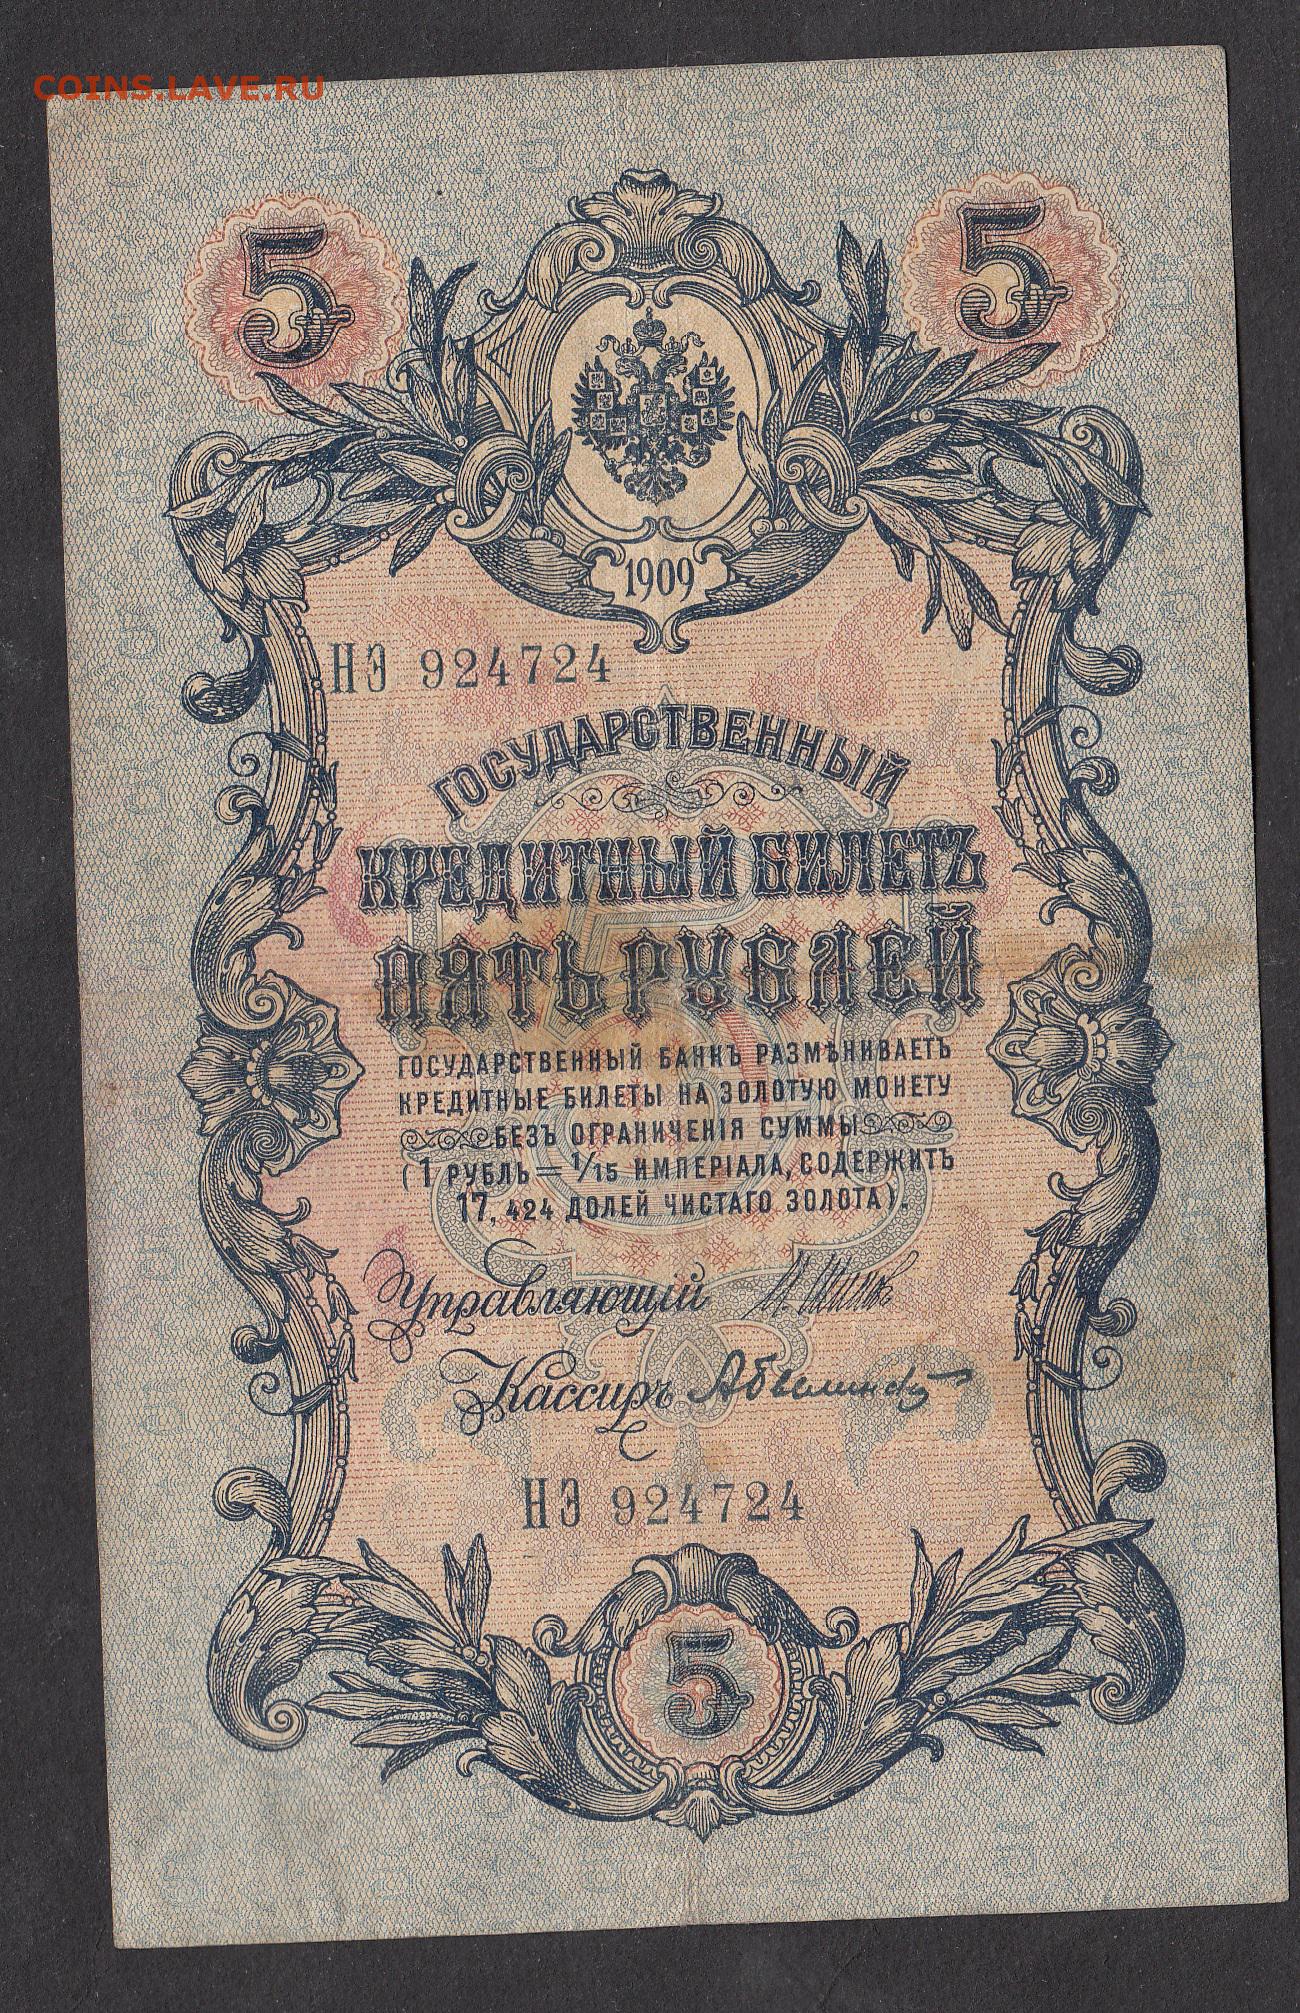 COINS.LAVE.RU
5
5
1909
НЭ 924724
ГОСУДАРСТВЕННЫЙ
КРЕДИТНЫЙ БИЛЕТЪ
ПЯТЬ РУБЛЕЙ
ГОСУДАРСТВЕННЫЙ БАНКЪ РАЗМѢНИВАЕТЪ
КРЕДИТНЫЕ БИЛЕТЫ НА ЗОЛОТУЮ МОНЕТУ
БЕЗЪ ОГРАНИЧЕНІЯ СУММЫ
(1 РУБЛЬ = 1/15 ИМПЕРІАЛА, СОДЕРЖИТЪ
17, 424 ДОЛЕЙ ЧИСТАГО ЗОЛОТА).
Управляющій И. Шипов
Кассиръ
НЭ 924724
5